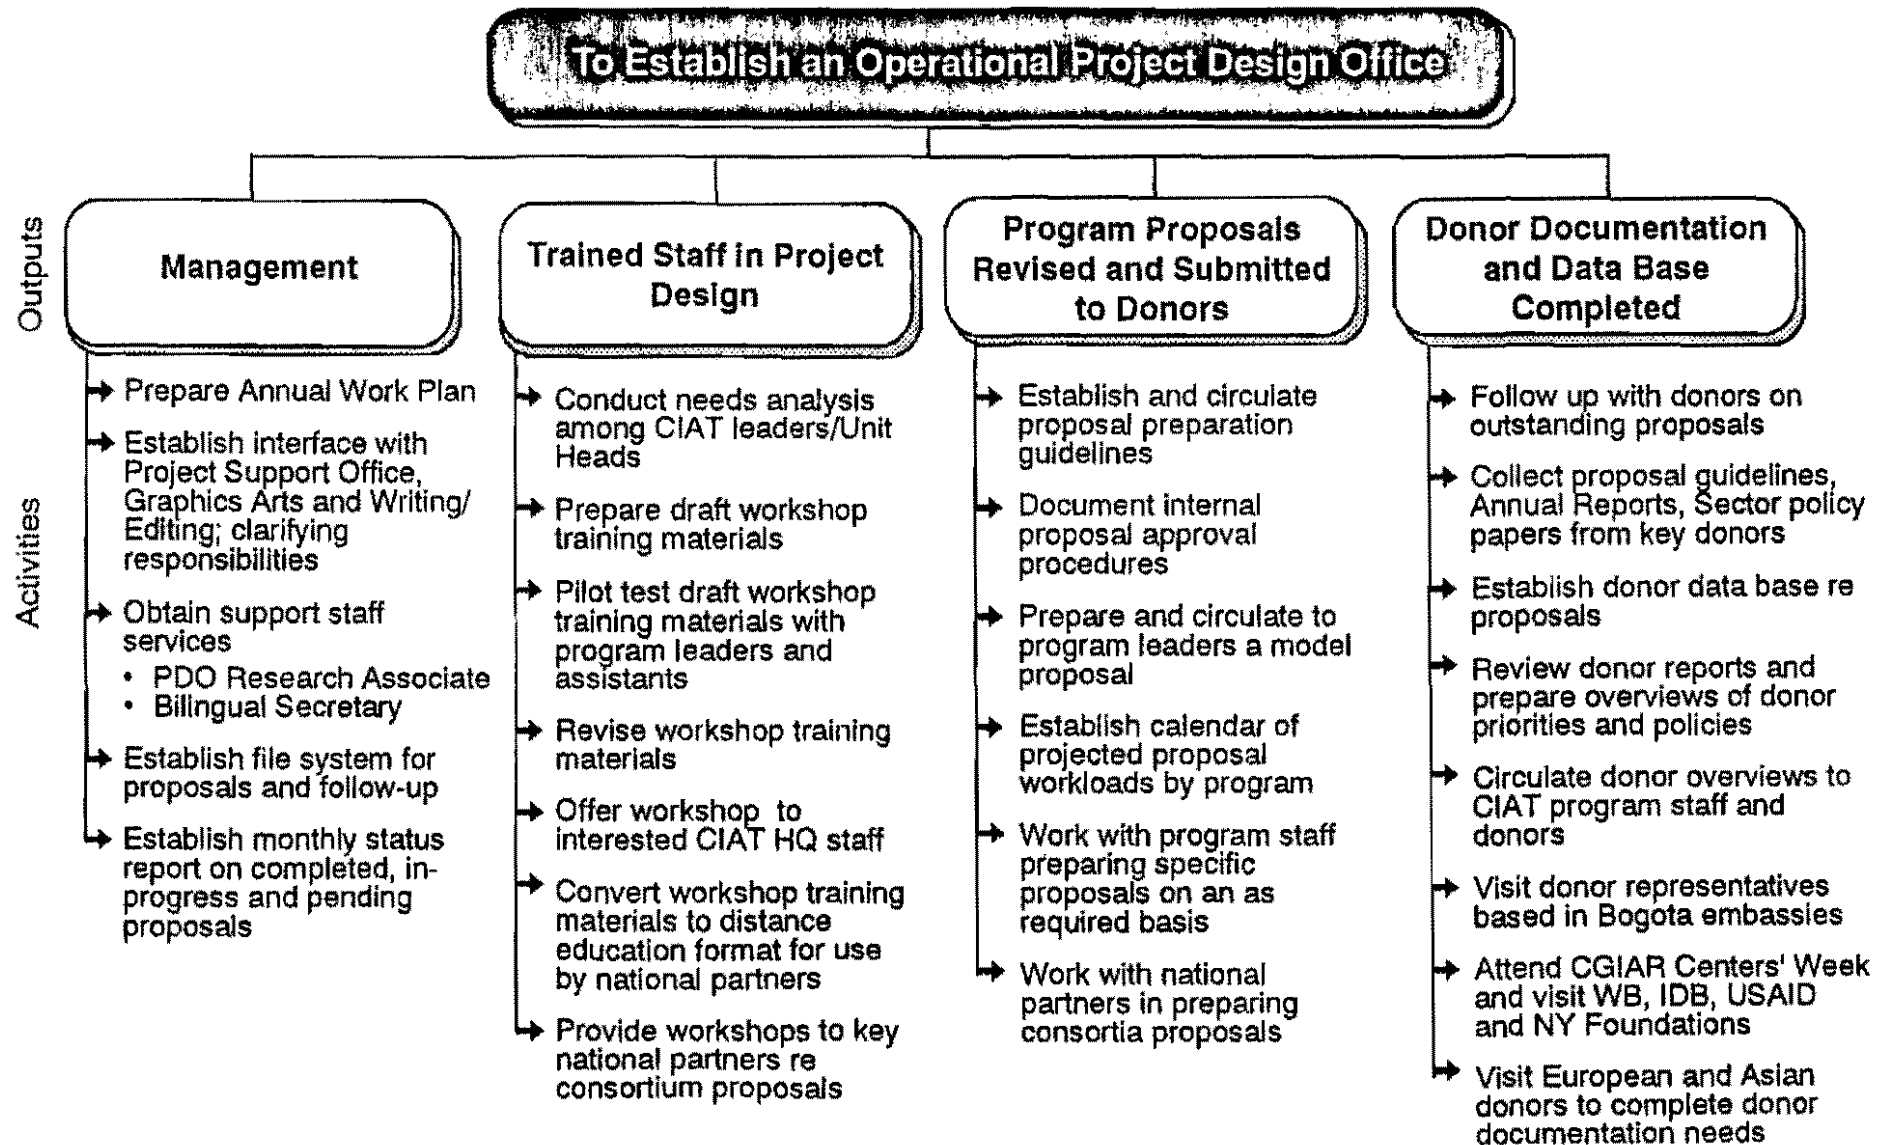 To Establish an Operational Project Design Office
Outputs
Activities
Management
Prepare Annual Work Plan
Establish interface with
Project Support Office,
Graphics Arts and Writing/
Editing; clarifying
responsibilities
Obtain support staff
services
• PDO Research Associate
• Bilingual Secretary
Establish file system for
proposals and follow-up
Establish monthly status
report on completed, in-
progress and pending
proposals
Trained Staff in Project
Design
Conduct needs analysis
among CIAT leaders/Unit
Heads
Prepare draft workshop
training materials
Pilot test draft workshop
training materials with
program leaders and
assistants
Revise workshop training
materials
Offer workshop to
interested CIAT HQ staff
Convert workshop training
materials to distance
education format for use
by national partners
Provide workshops to key
national partners re
consortium proposals
Program Proposals
Revised and Submitted
to Donors
Establish and circulate
proposal preparation
guidelines
Document internal
proposal approval
procedures
Prepare and circulate to
program leaders a model
proposal
Establish calendar of
projected proposal
workloads by program
Work with program staff
preparing specific
proposals on an as
required basis
Work with national
partners in preparing
consortia proposals
Donor Documentation
and Data Base
Completed
Follow up with donors on
outstanding proposals
Collect proposal guidelines,
Annual Reports, Sector policy
papers from key donors
Establish donor data base re
proposals
Review donor reports and
prepare overviews of donor
priorities and policies
Circulate donor overviews to
CIAT program staff and
donors
Visit donor representatives
based in Bogota embassies
Attend CGIAR Centers' Week
and visit WB, IDB, USAID
and NY Foundations
Visit European and Asian
donors to complete donor
documentation needs